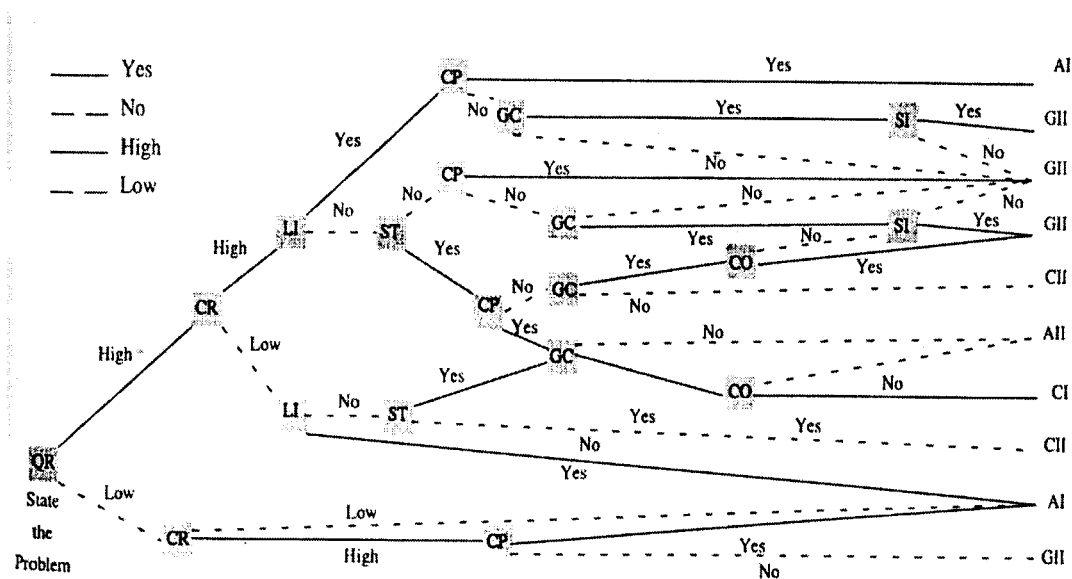 Yes
No
High
Low
CP Yes AI
No GC Yes SI Yes GII
Yes No
No
CP Yes GII
No No No
LI No ST GC No
High Yes Yes SI Yes GII
No
Yes CO Yes
CP No GC No CII
CR Yes
High Low GC No AII
Yes
CO No CI
LI No ST Yes Yes CII
No
QR Yes
State Low AI
the Low
Problem CR High CP Yes GII
No